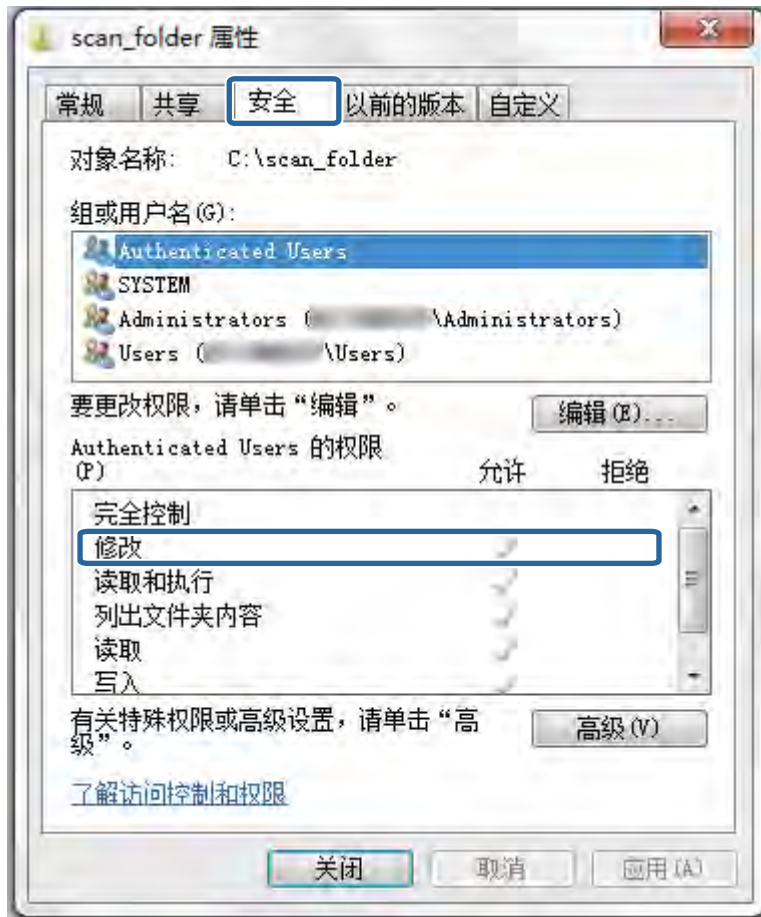 scan_folder 属性
常规 共享 安全 以前的版本 自定义
对象名称: C:\scan_folder
组或用户名(G):
Authenticated Users
SYSTEM
Administrators ( \Administrators)
Users ( \Users)
要更改权限，请单击“编辑”。
编辑(E)...
Authenticated Users 的权限
(P) 允许 拒绝
完全控制
修改
读取和执行
列出文件夹内容
读取
写入
有关特殊权限或高级设置，请单击“高
级”。
高级(V)
了解访问控制和权限
关闭 取消 应用(A)